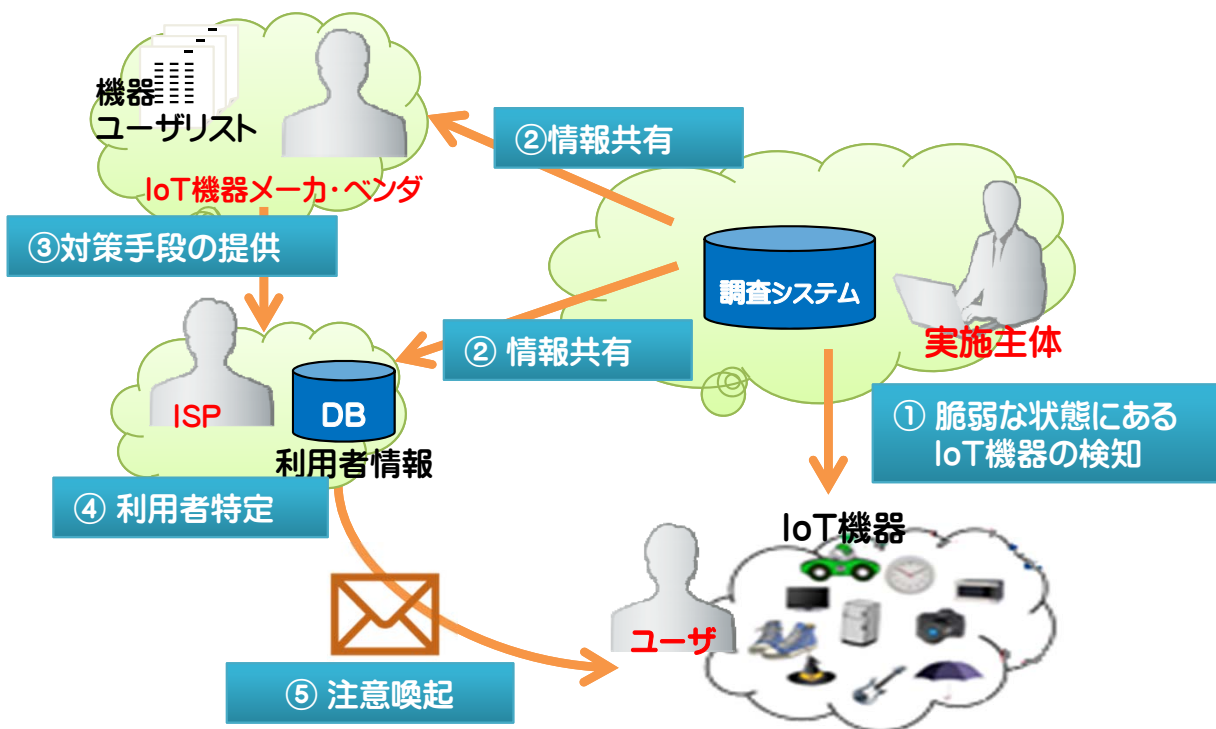 機器
ユーザリスト
IoT機器メーカ・ベンダ
②情報共有
③対策手段の提供
調査システム
実施主体
② 情報共有
ISP
DB
利用者情報
① 脆弱な状態にある
IoT機器の検知
④ 利用者特定
IoT機器
ユーザ
⑤ 注意喚起